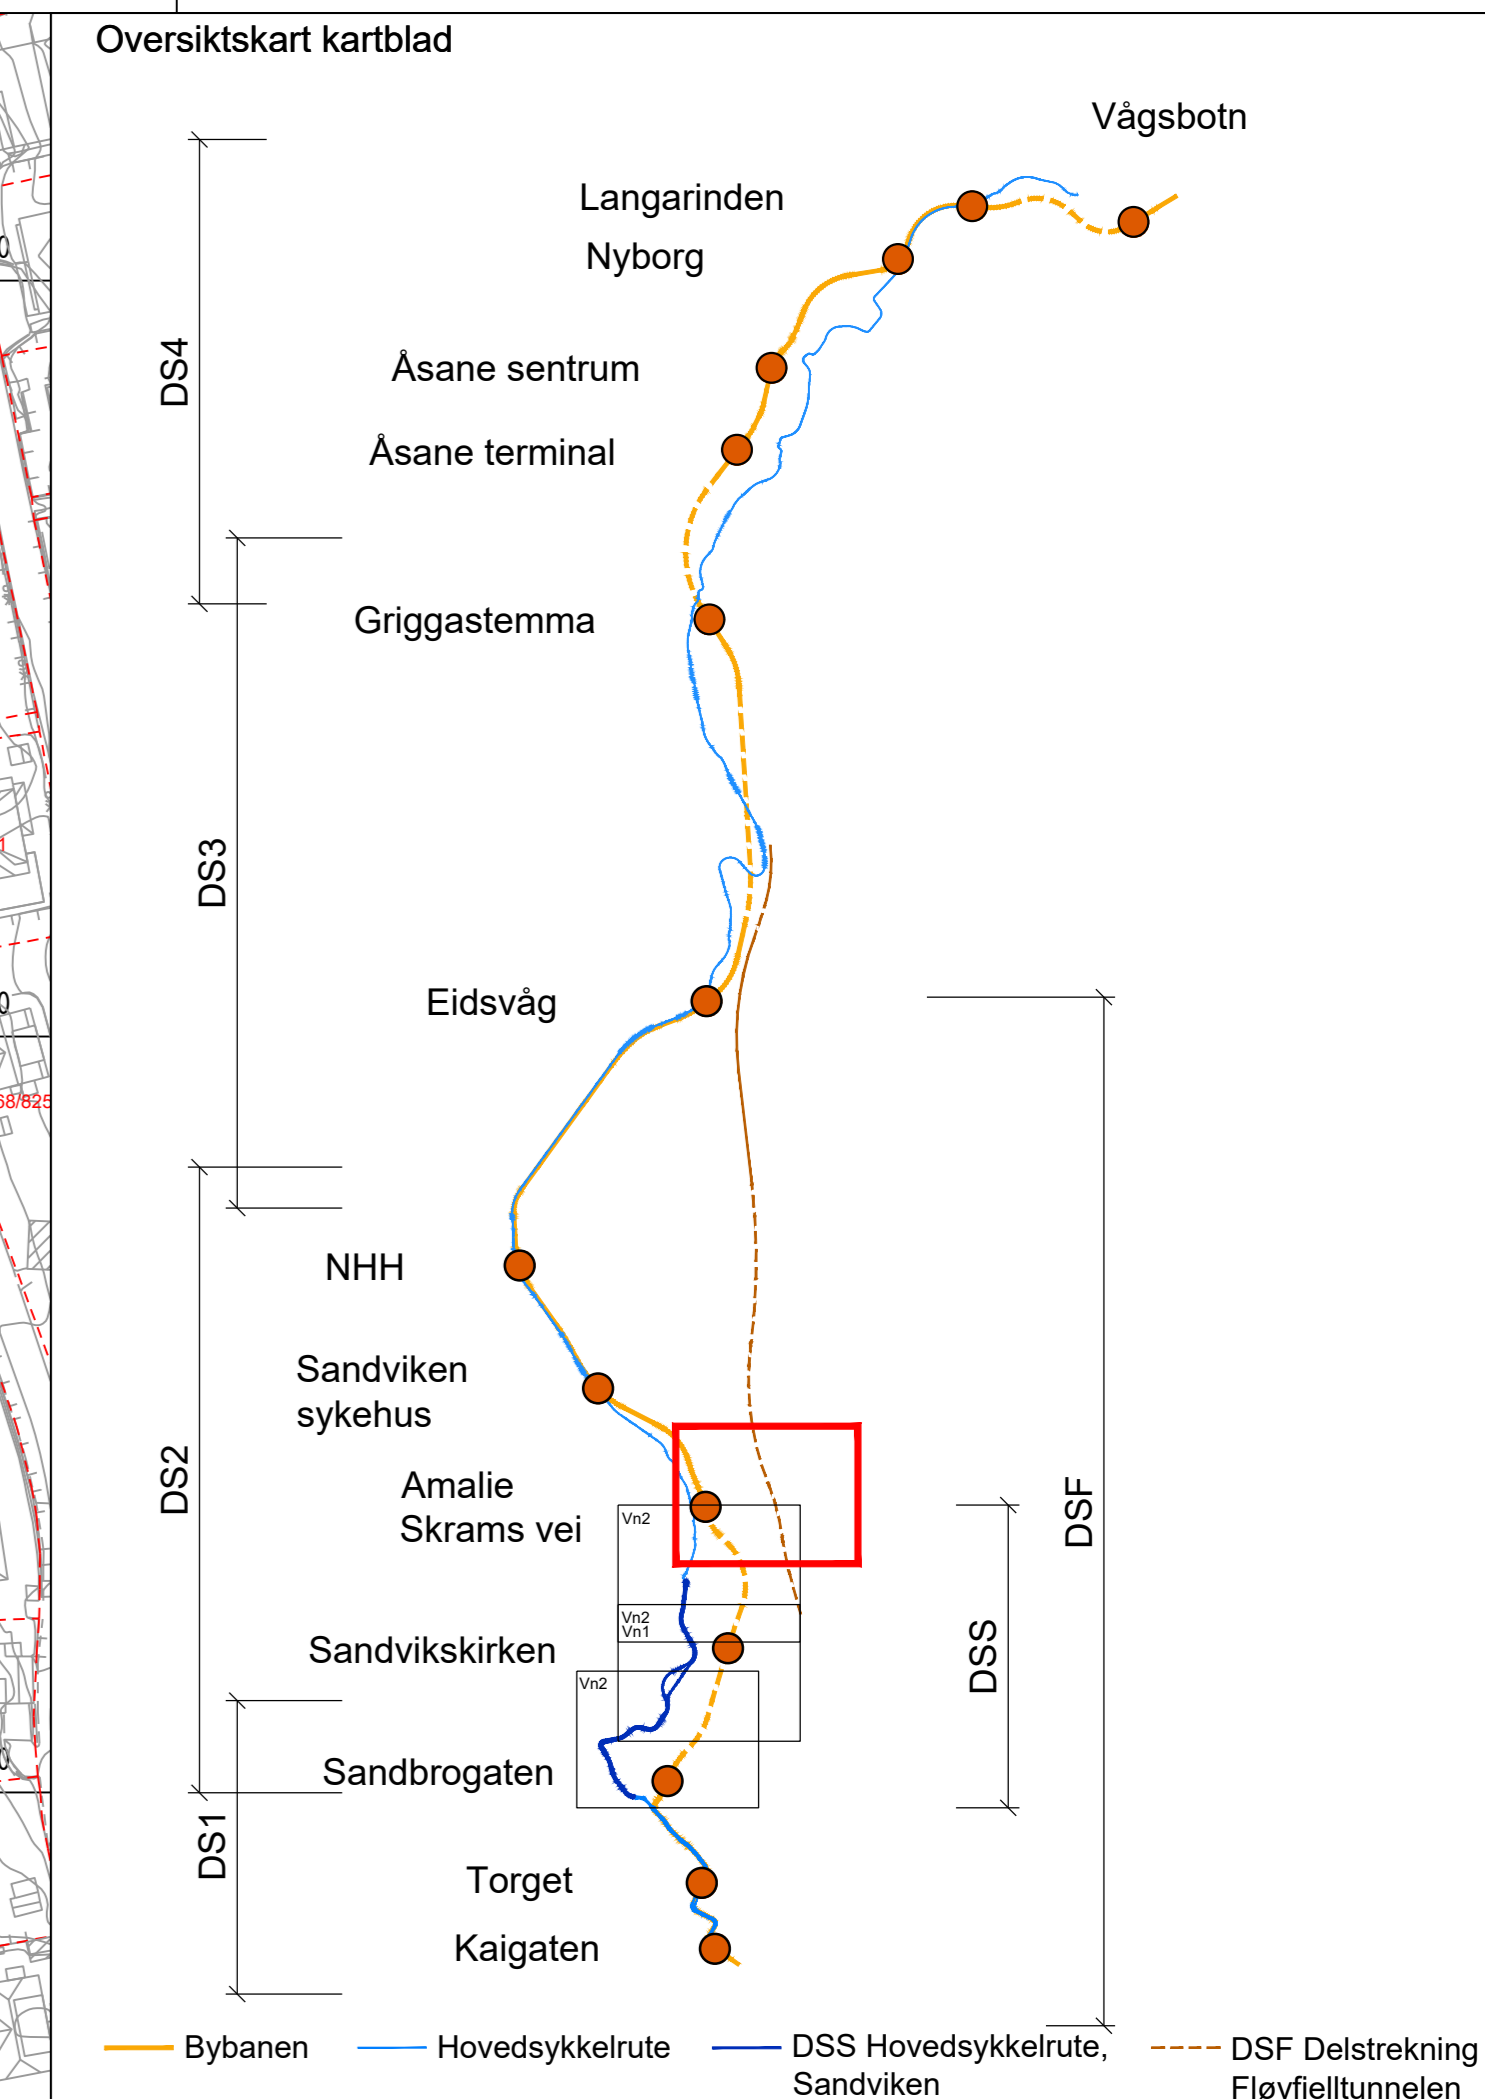 Oversiktskart kartblad
Vågsbotn
Langarinden
Nyborg
Åsane sentrum
DS4
Åsane terminal
Griggastemma
DS3
Eidsvåg
68/825
NHH
Sandviken
sykehus
DS2
Amalie
Skrams vei
Vn2
DSF
Vn2
Vn1
Sandvikskirken
DSS
Vn2
Sandbrogaten
DS1
Torget
Kaigaten
Bybanen
Hovedsykkelrute
DSS Hovedsykkelrute,
Sandviken
DSF Delstrekning
Fløyfjelltunnelen